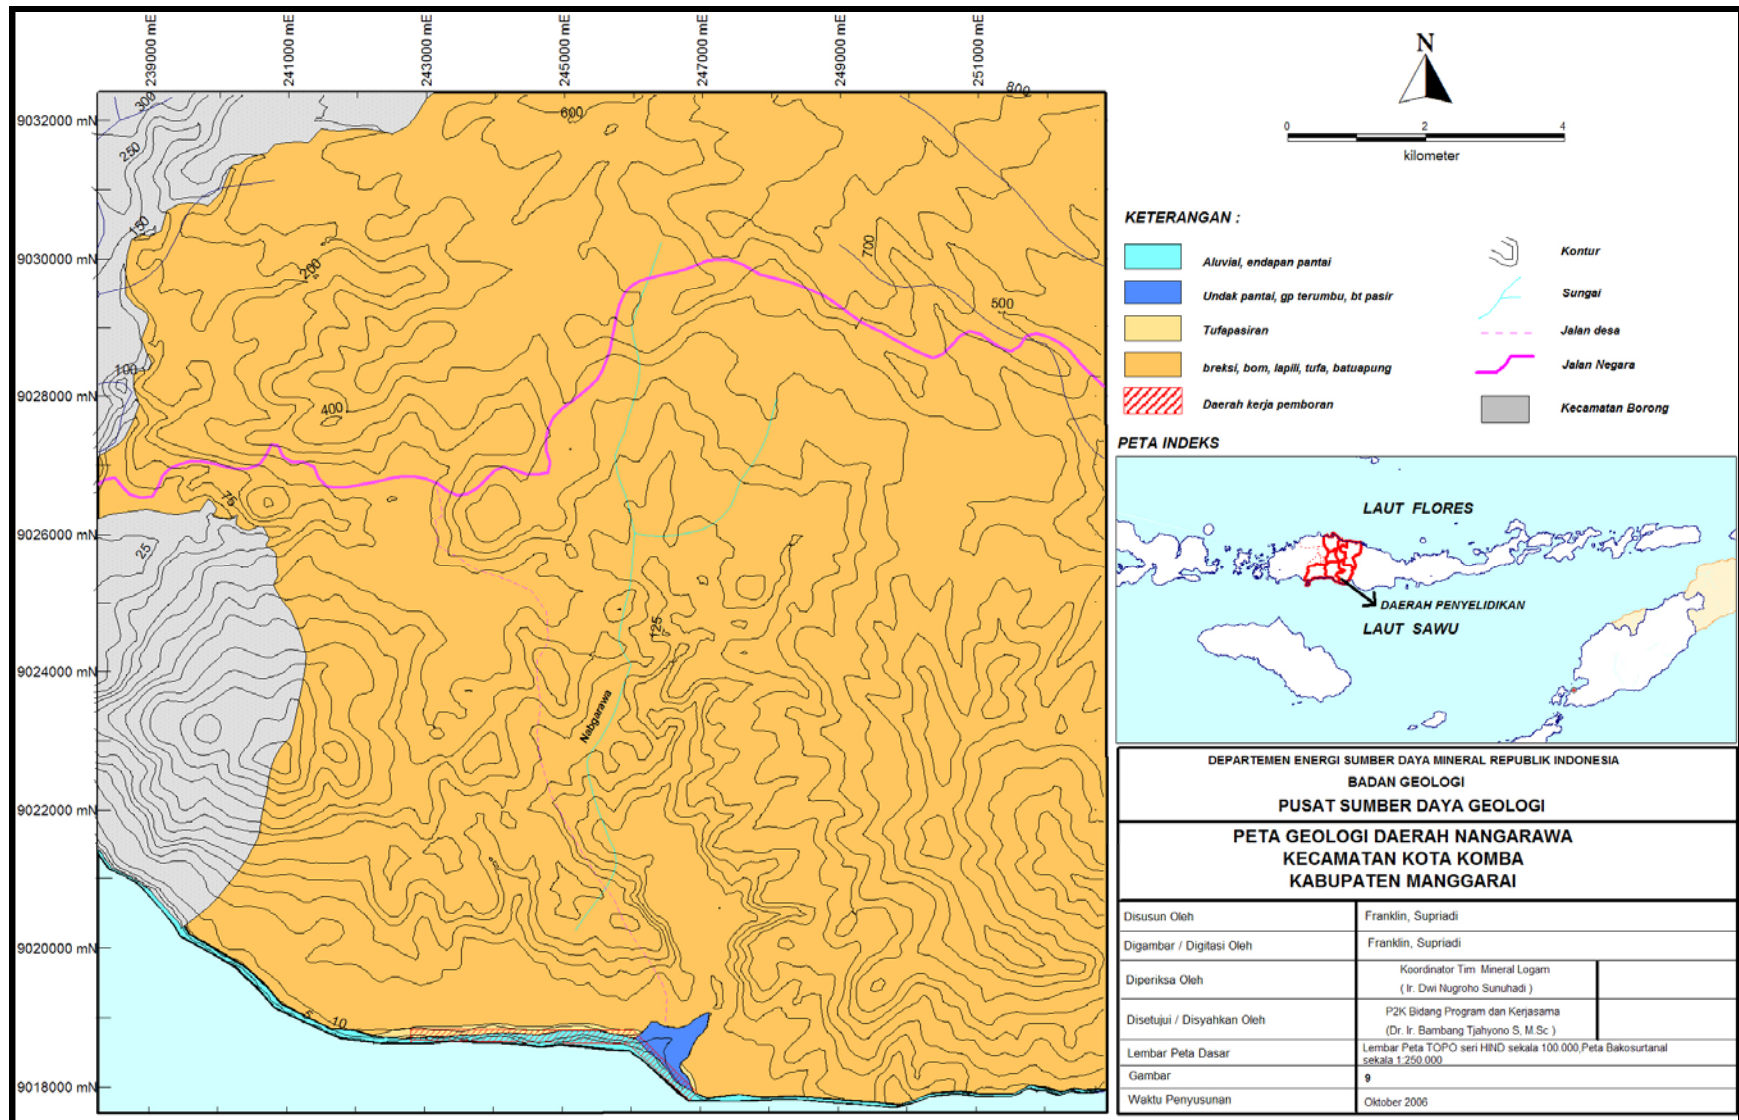 239000 mE
241000 mE
243000 mE
245000 mE
247000 mE
249000 mE
251000 mE
9032000 mN
9030000 mN
9028000 mN
9026000 mN
9024000 mN
9022000 mN
9020000 mN
9018000 mN
300
250
150
100
200
400
600
800
700
500
75
25
125
Nabgarawa
5
10
N
0 2 4
kilometer
KETERANGAN :
Aluvial, endapan pantai
Undak pantai, gp terumbu, bt pasir
Tufapasiran
breksi, bom, lapili, tufa, batuapung
Daerah kerja pemboran
Kontur
Sungai
Jalan desa
Jalan Negara
Kecamatan Borong
PETA INDEKS
LAUT FLORES
DAERAH PENYELIDIKAN
LAUT SAWU
DEPARTEMEN ENERGI SUMBER DAYA MINERAL REPUBLIK INDONESIA
BADAN GEOLOGI
PUSAT SUMBER DAYA GEOLOGI
PETA GEOLOGI DAERAH NANGARAWA
KECAMATAN KOTA KOMBA
KABUPATEN MANGGARAI
Disusun Oleh Franklin, Supriadi
Digambar / Digitasi Oleh Franklin, Supriadi
Diperiksa Oleh Koordinator Tim Mineral Logam
( Ir. Dwi Nugroho Sunuhadi )
Disetujui / Disyahkan Oleh P2K Bidang Program dan Kerjasama
(Dr. Ir. Bambang Tjahyono S, M.Sc )
Lembar Peta Dasar Lembar Peta TOPO seri HIND sekala 100.000,Peta Bakosurtanal
sekala 1:250.000
Gambar 9
Waktu Penyusunan Oktober 2006